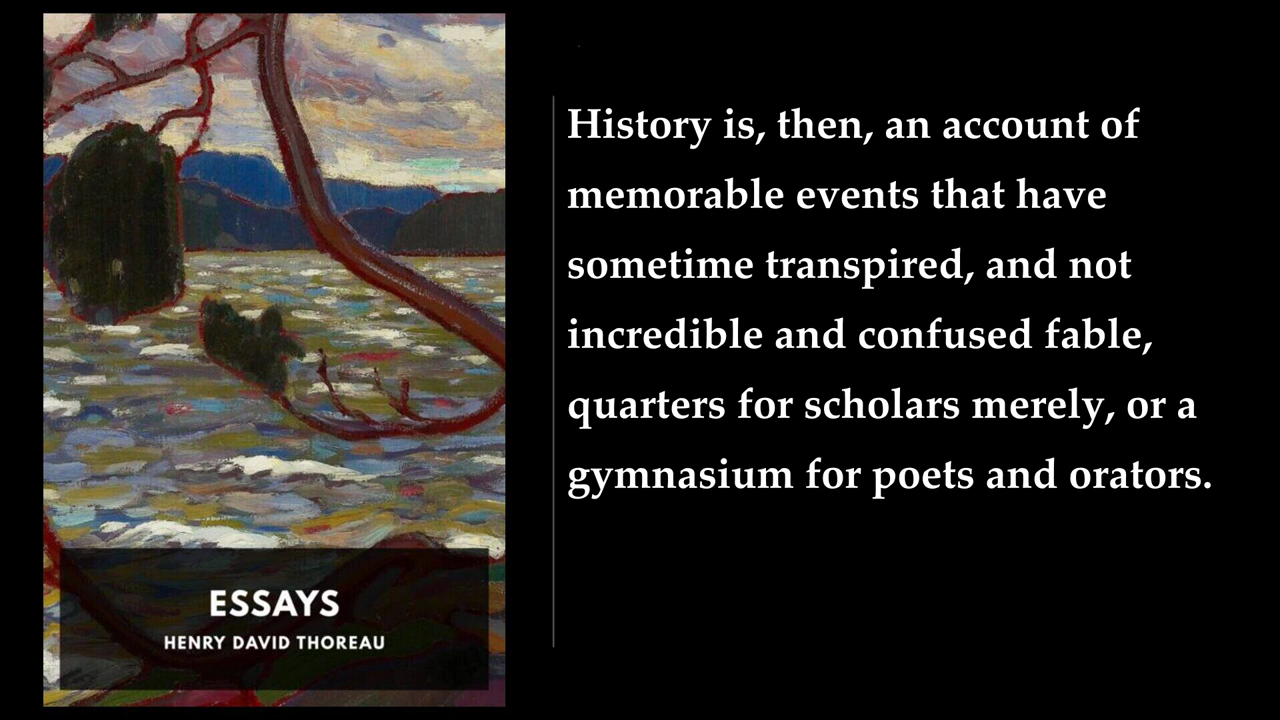 ESSAYS
HENRY DAVID THOREAU
History is, then, an account of
memorable events that have
sometime transpired, and not
incredible and confused fable,
quarters for scholars merely, or a
gymnasium for poets and orators.